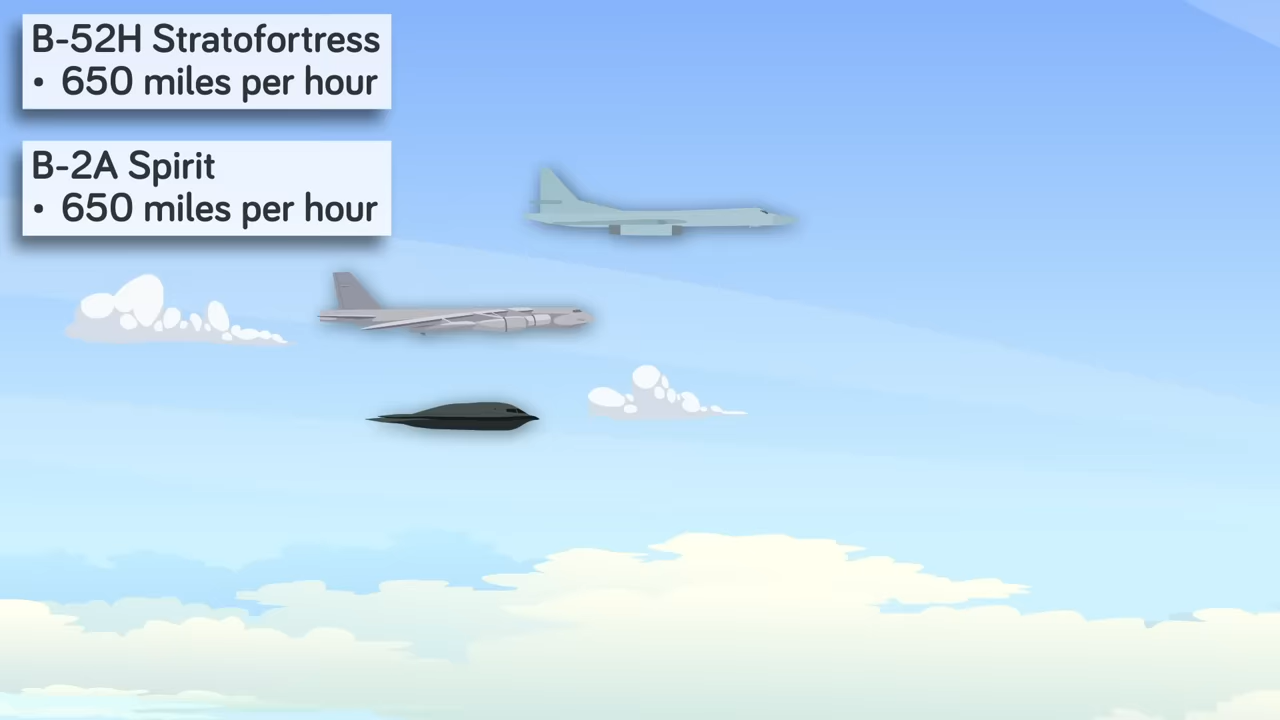 B-52H Stratofortress
• 650 miles per hour
B-2A Spirit
• 650 miles per hour